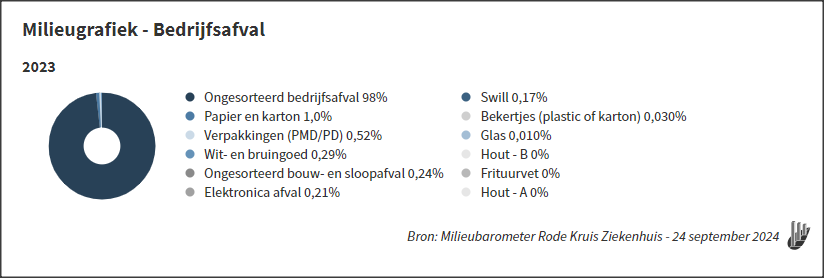 Milieugrafiek - Bedrijfsafval
2023
Ongesorteerd bedrijfsafval 98%
Papier en karton 1,0%
Verpakkingen (PMD/PD) 0,52%
Wit- en bruingoed 0,29%
Ongesorteerd bouw- en sloopafval 0,24%
Elektronica afval 0,21%
Swill 0,17%
Bekertjes (plastic of karton) 0,030%
Glas 0,010%
Hout - B 0%
Frituurvet 0%
Hout - A 0%
Bron: Milieubarometer Rode Kruis Ziekenhuis - 24 september 2024